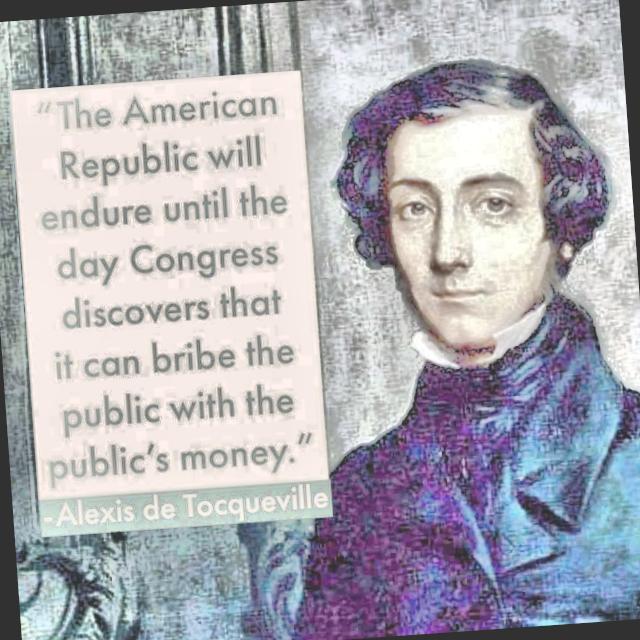 “The American
Republic will
endure until the
day Congress
discovers that
it can bribe the
public with the
public's money.”
-Alexis de Tocqueville